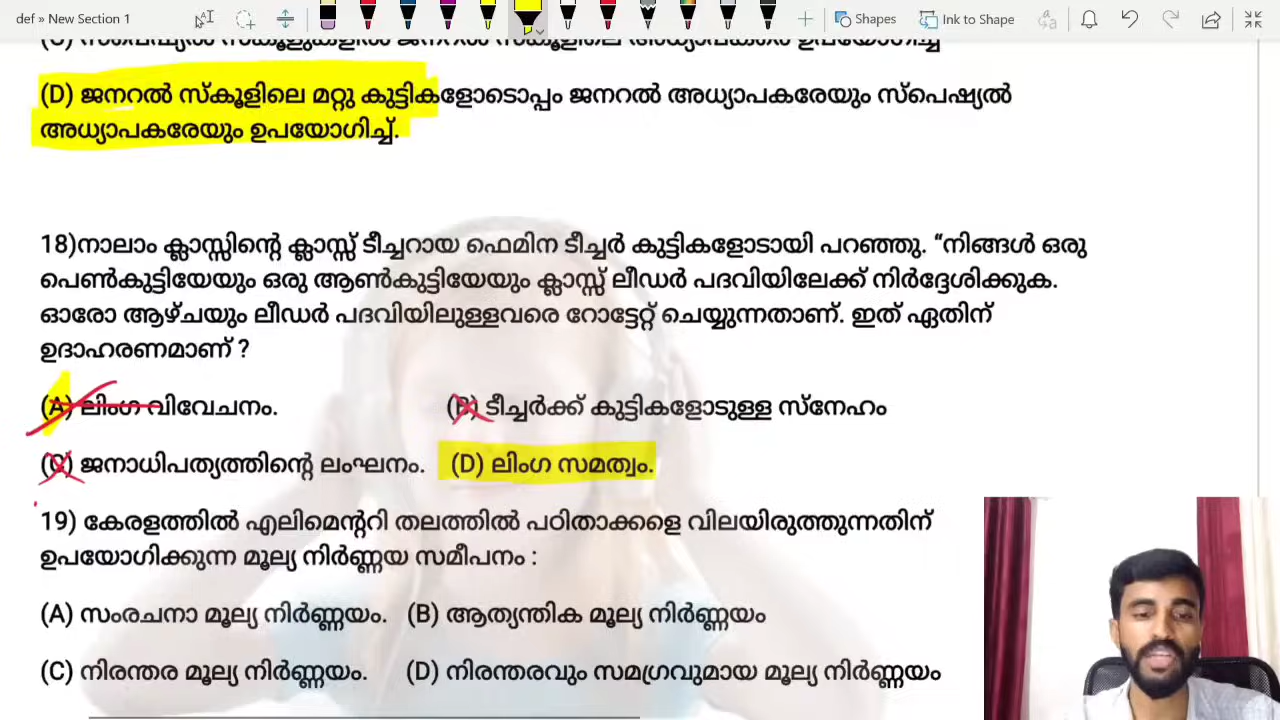 def » New Section 1
Shapes
Ink to Shape
(D) ജനറൽ സ്കൂളിലെ മറ്റു കുട്ടികളോടൊപ്പം ജനറൽ അധ്യാപകരേയും സ്പെഷ്യൽ
അധ്യാപകരേയും ഉപയോഗിച്ച്.
18)നാലാം ക്ലാസ്സിന്റെ ക്ലാസ്സ് ടീച്ചറായ ഫെമിന ടീച്ചർ കുട്ടികളോടായി പറഞ്ഞു. “നിങ്ങൾ ഒരു
പെൺകുട്ടിയേയും ഒരു ആൺകുട്ടിയേയും ക്ലാസ്സ് ലീഡർ പദവിയിലേക്ക് നിർദ്ദേശിക്കുക.
ഓരോ ആഴ്ചയും ലീഡർ പദവിയിലുള്ളവരെ റോട്ടേറ്റ് ചെയ്യുന്നതാണ്. ഇത് ഏതിന്
ഉദാഹരണമാണ് ?
(A) ലിംഗ വിവേചനം. (B) ടീച്ചർക്ക് കുട്ടികളോടുള്ള സ്നേഹം
(C) ജനാധിപത്യത്തിന്റെ ലംഘനം. (D) ലിംഗ സമത്വം.
19) കേരളത്തിൽ എലിമെന്ററി തലത്തിൽ പഠിതാക്കളെ വിലയിരുത്തുന്നതിന്
ഉപയോഗിക്കുന്ന മൂല്യ നിർണ്ണയ സമീപനം :
(A) സംരചനാ മൂല്യ നിർണ്ണയം. (B) ആത്യന്തിക മൂല്യ നിർണ്ണയം
(C) നിരന്തര മൂല്യ നിർണ്ണയം. (D) നിരന്തരവും സമഗ്രവുമായ മൂല്യ നിർണ്ണയം